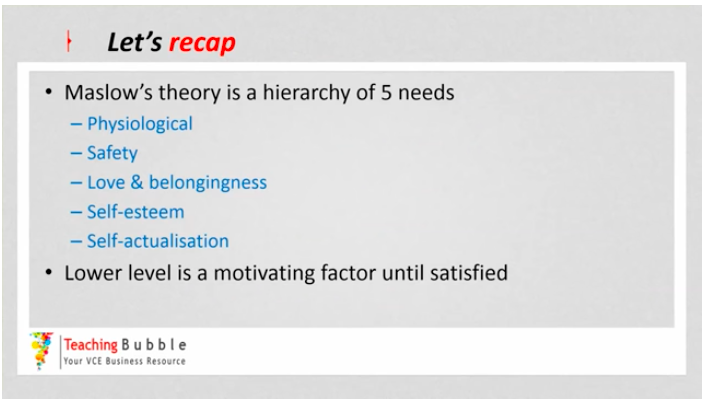 Let's recap
• Maslow's theory is a hierarchy of 5 needs
– Physiological
– Safety
– Love & belongingness
– Self-esteem
– Self-actualisation
• Lower level is a motivating factor until satisfied
Teaching Bubble
Your VCE Business Resource